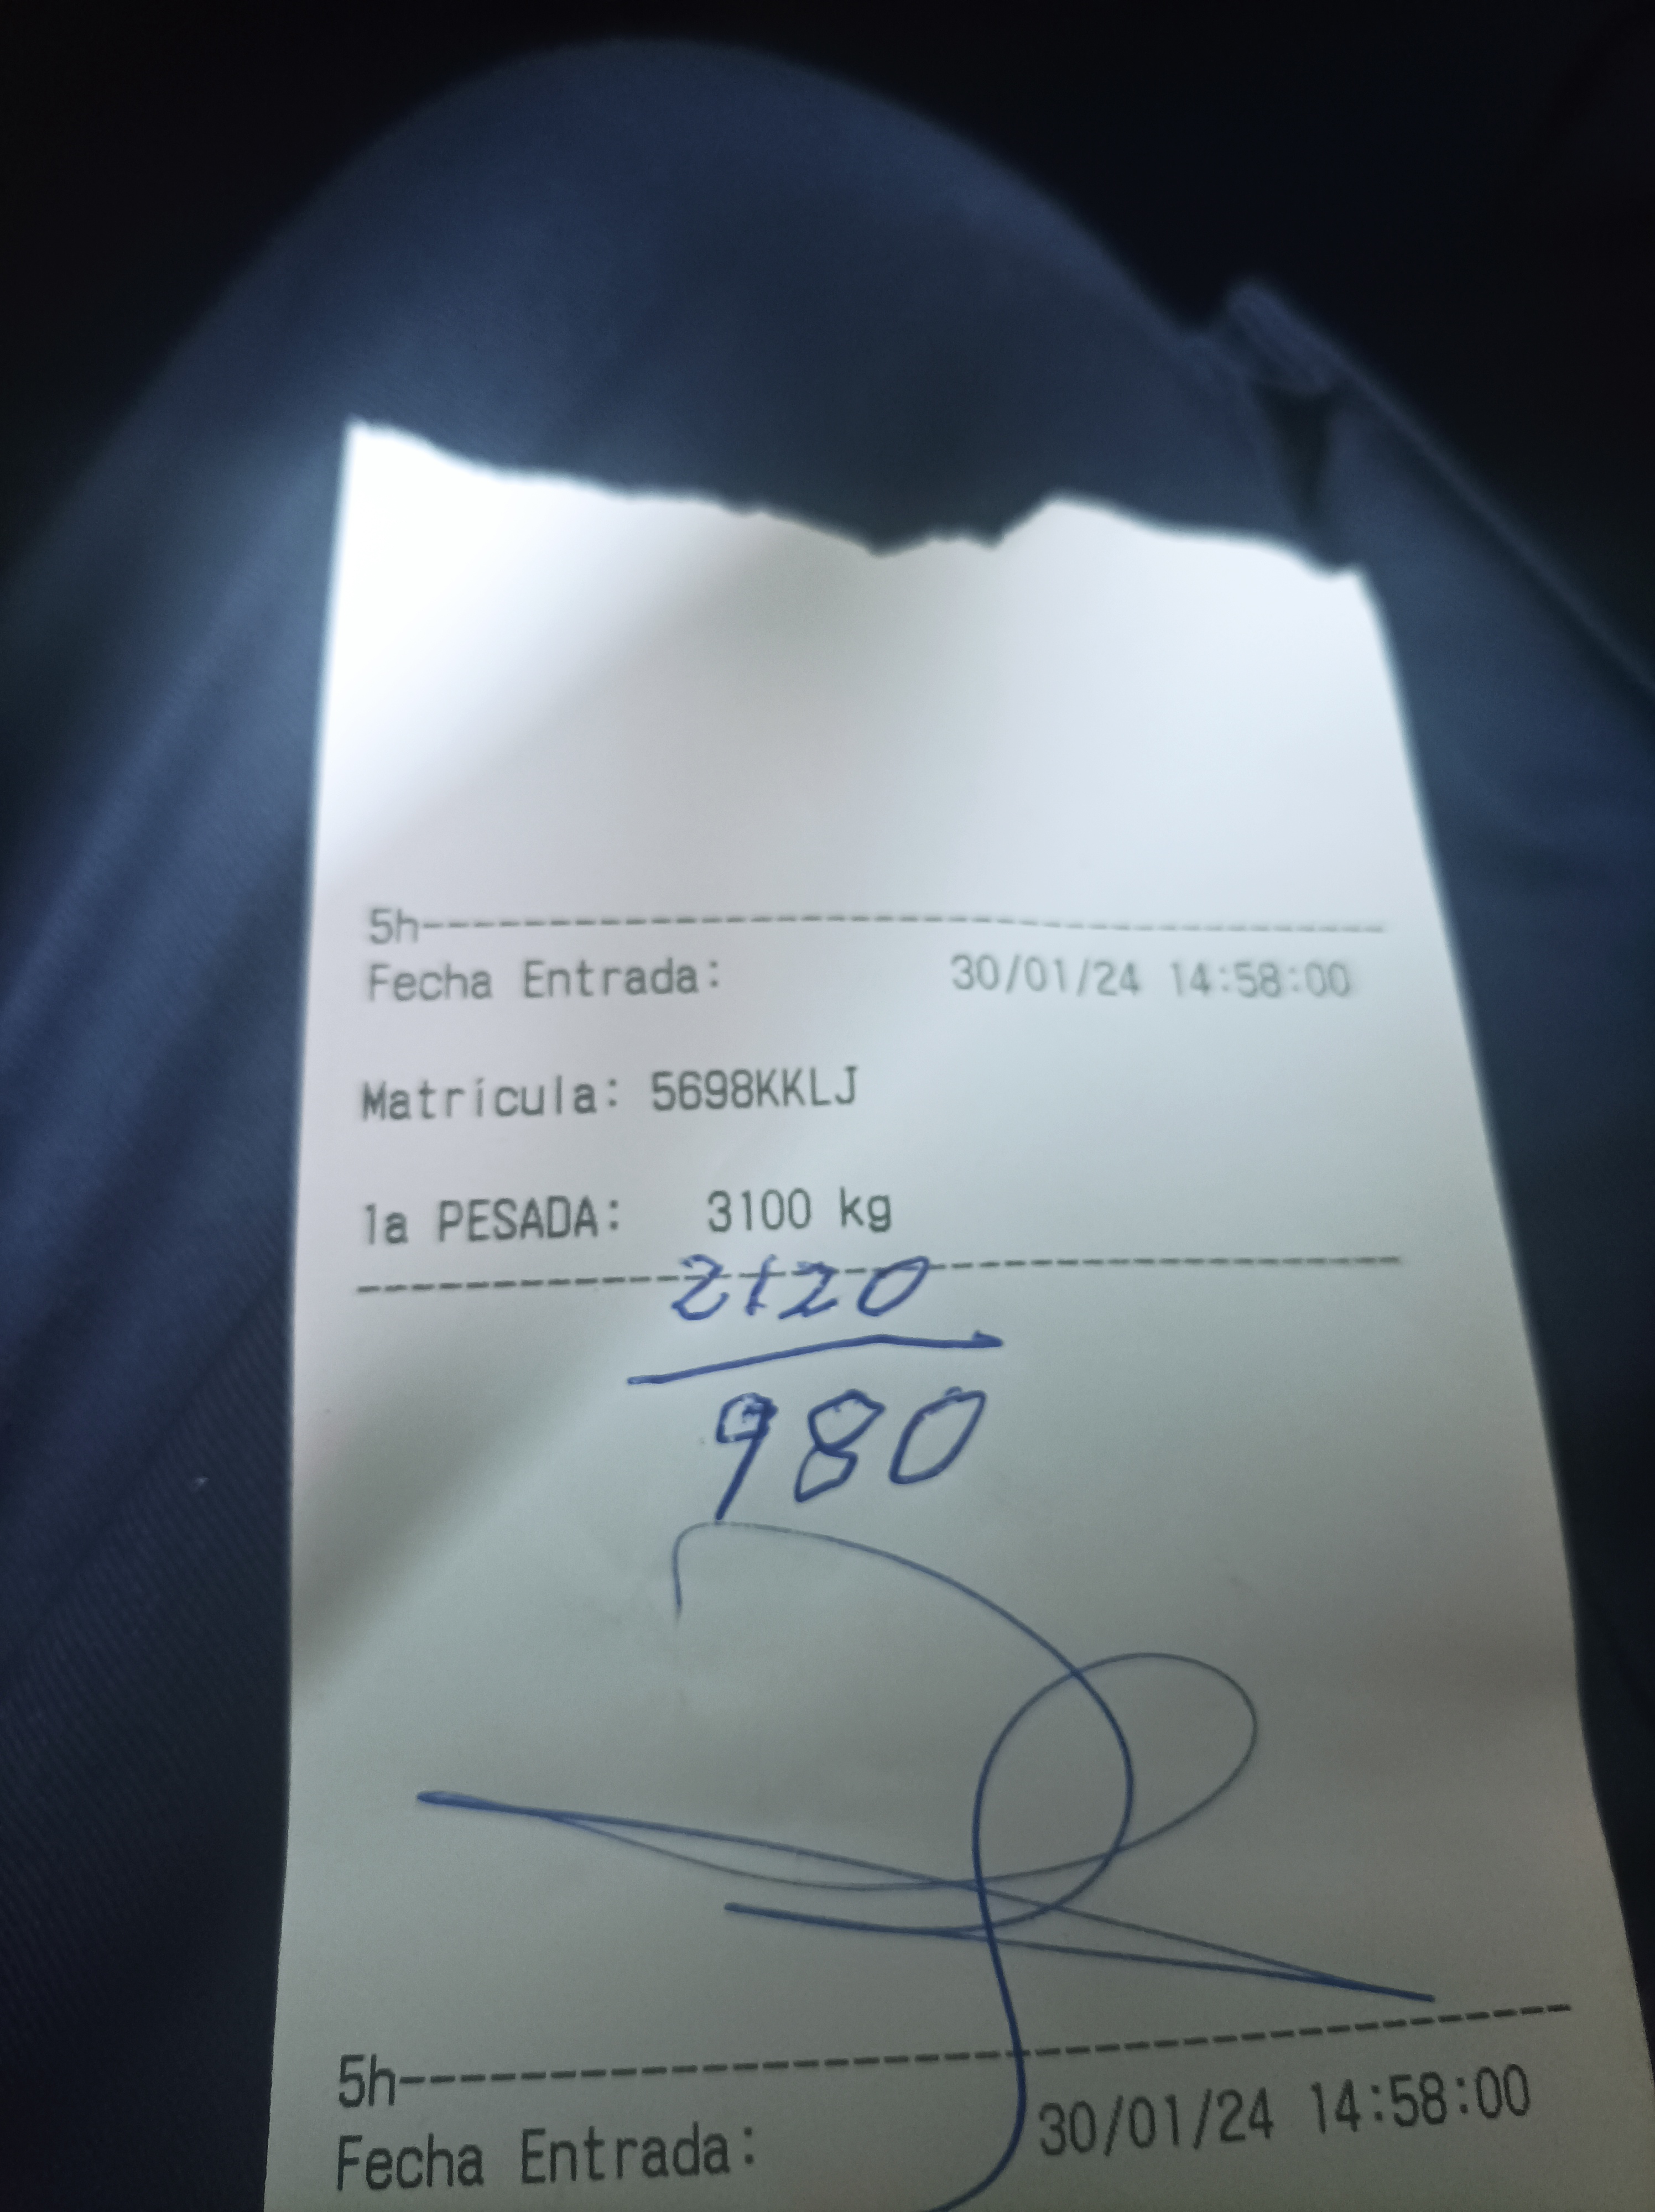 5h--------------------------------
Fecha Entrada: 30/01/24 14:58:00
Matrícula: 5698KKLJ
1a PESADA: 3100 kg
2120
980
5h--------------------------------
Fecha Entrada: 30/01/24 14:58:00